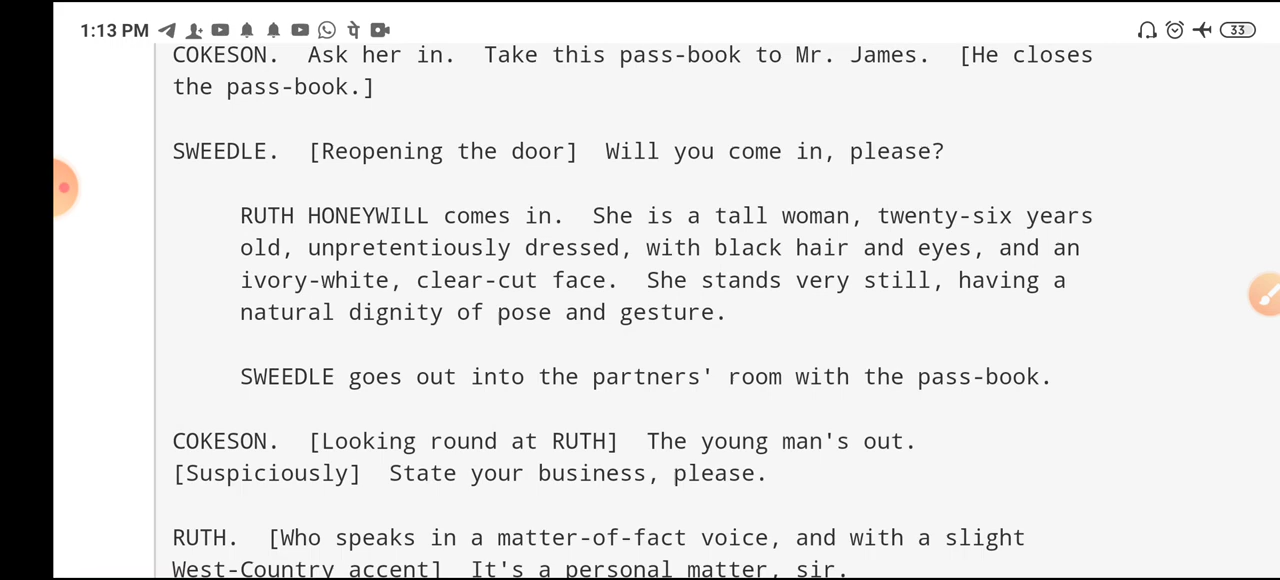 1:13 PM
33
COKESON.  Ask her in.  Take this pass-book to Mr. James.  [He closes
the pass-book.]
SWEEDLE.  [Reopening the door]  Will you come in, please?
RUTH HONEYWILL comes in.  She is a tall woman, twenty-six years
old, unpretentiously dressed, with black hair and eyes, and an
ivory-white, clear-cut face.  She stands very still, having a
natural dignity of pose and gesture.
SWEEDLE goes out into the partners' room with the pass-book.
COKESON.  [Looking round at RUTH]  The young man's out.
[Suspiciously]  State your business, please.
RUTH.  [Who speaks in a matter-of-fact voice, and with a slight
West-Country accent]  It's a personal matter, sir.